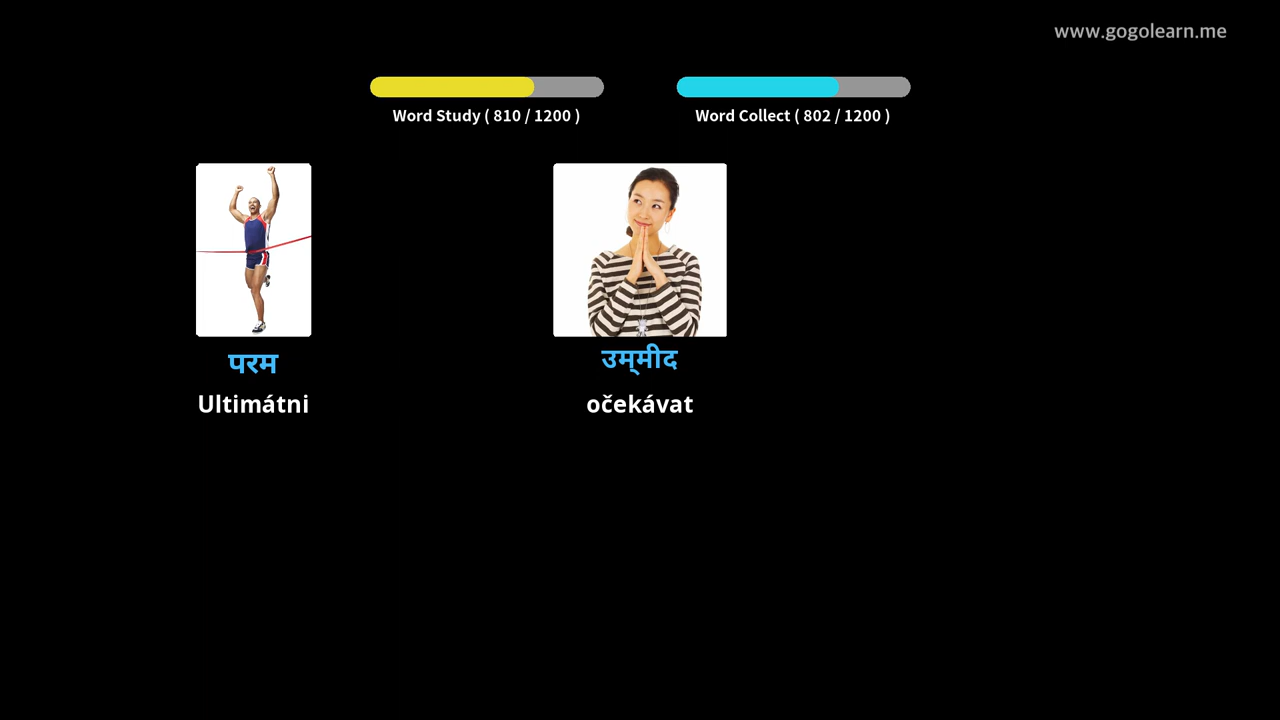 www.gogolearn.me
Word Study ( 810 / 1200 )
Word Collect ( 802 / 1200 )
परम
उम्मीद
Ultimátni
očekávat